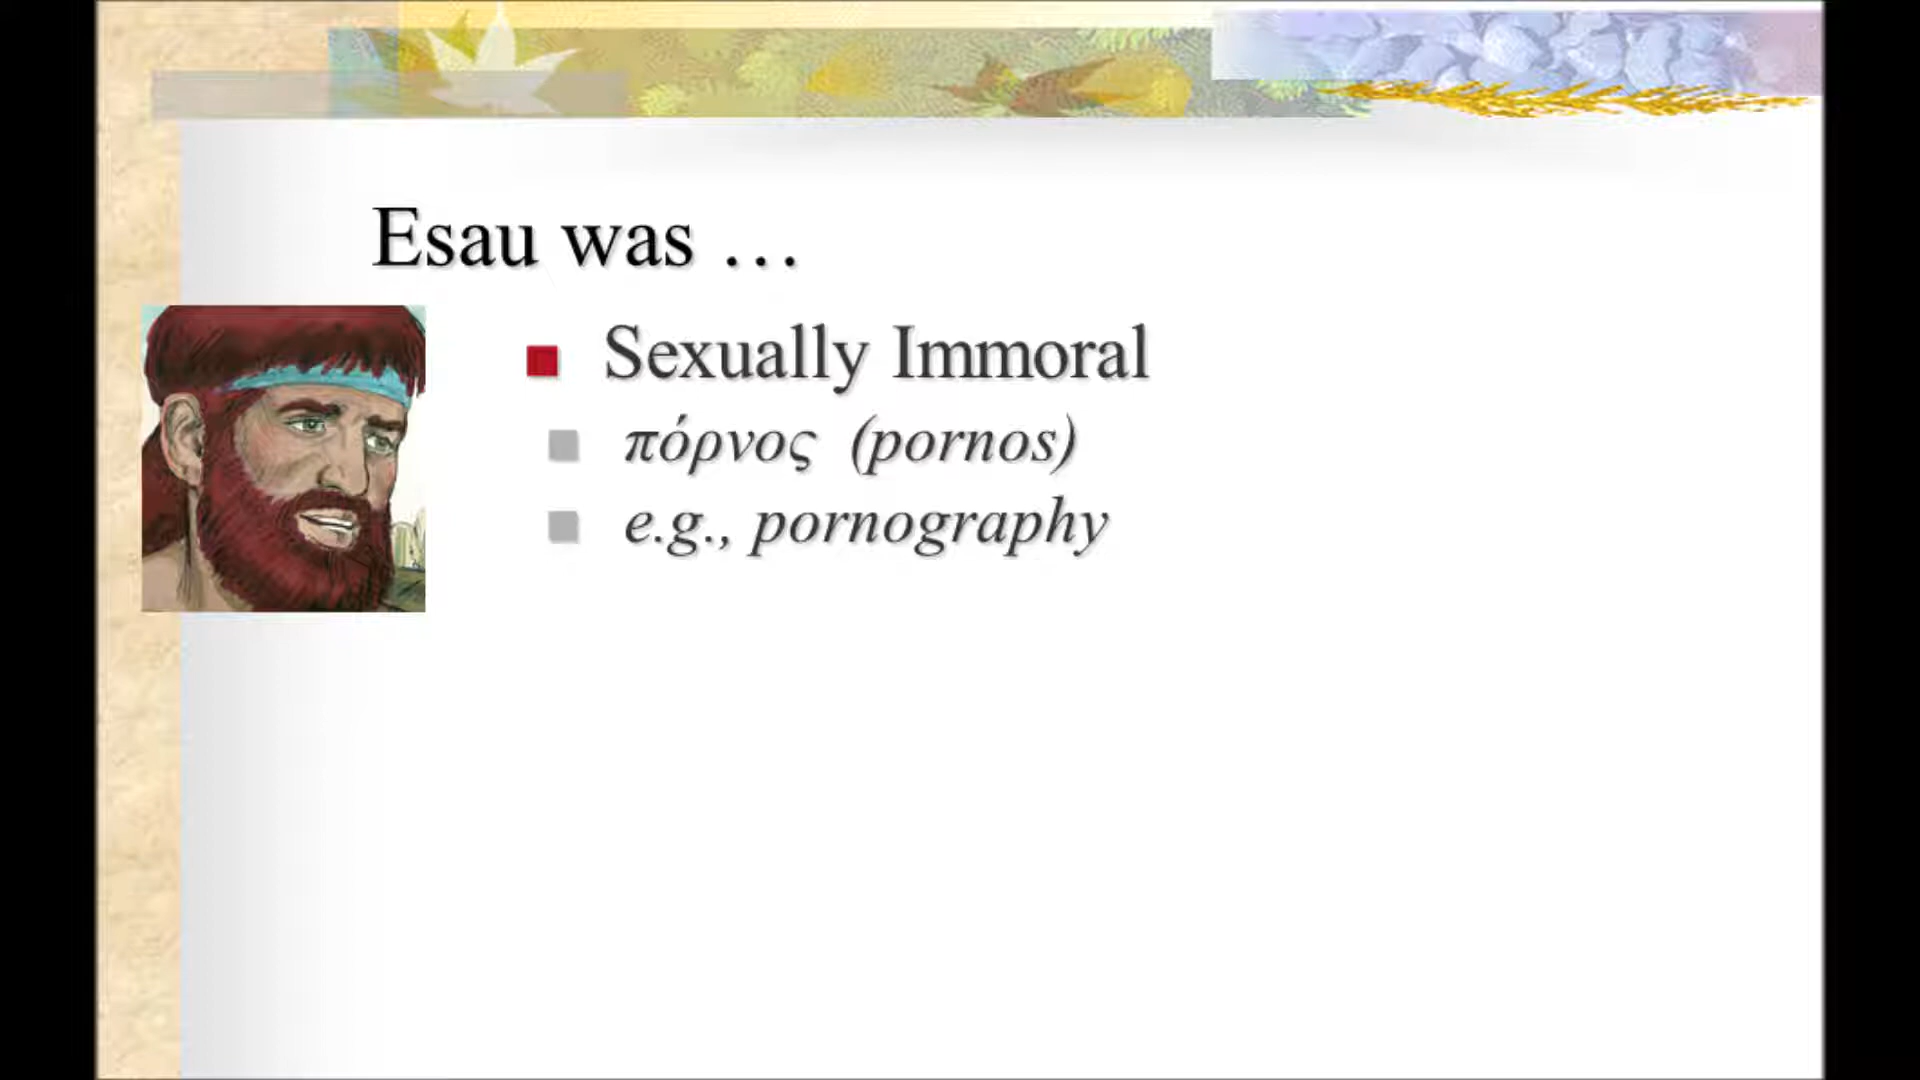 Esau was …
Sexually Immoral
πόρνος (pornos)
e.g., pornography